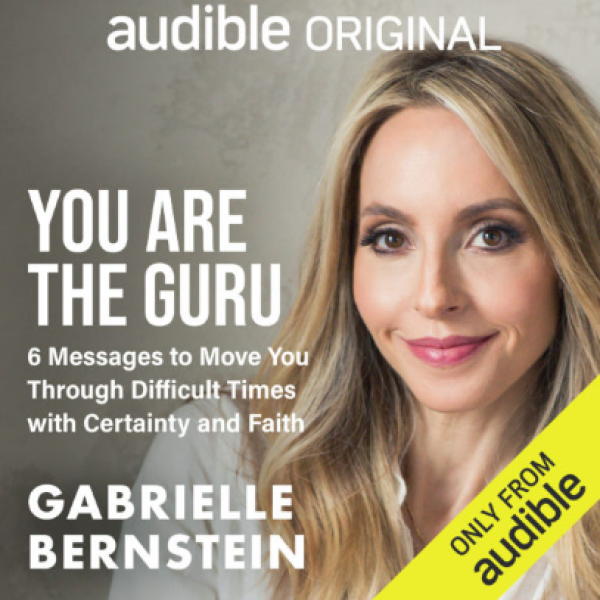 audible ORIGINAL
YOU ARE
THE GURU
6 Messages to Move You
Through Difficult Times
with Certainty and Faith
GABRIELLE
BERNSTEIN
ONLY FROM
audible